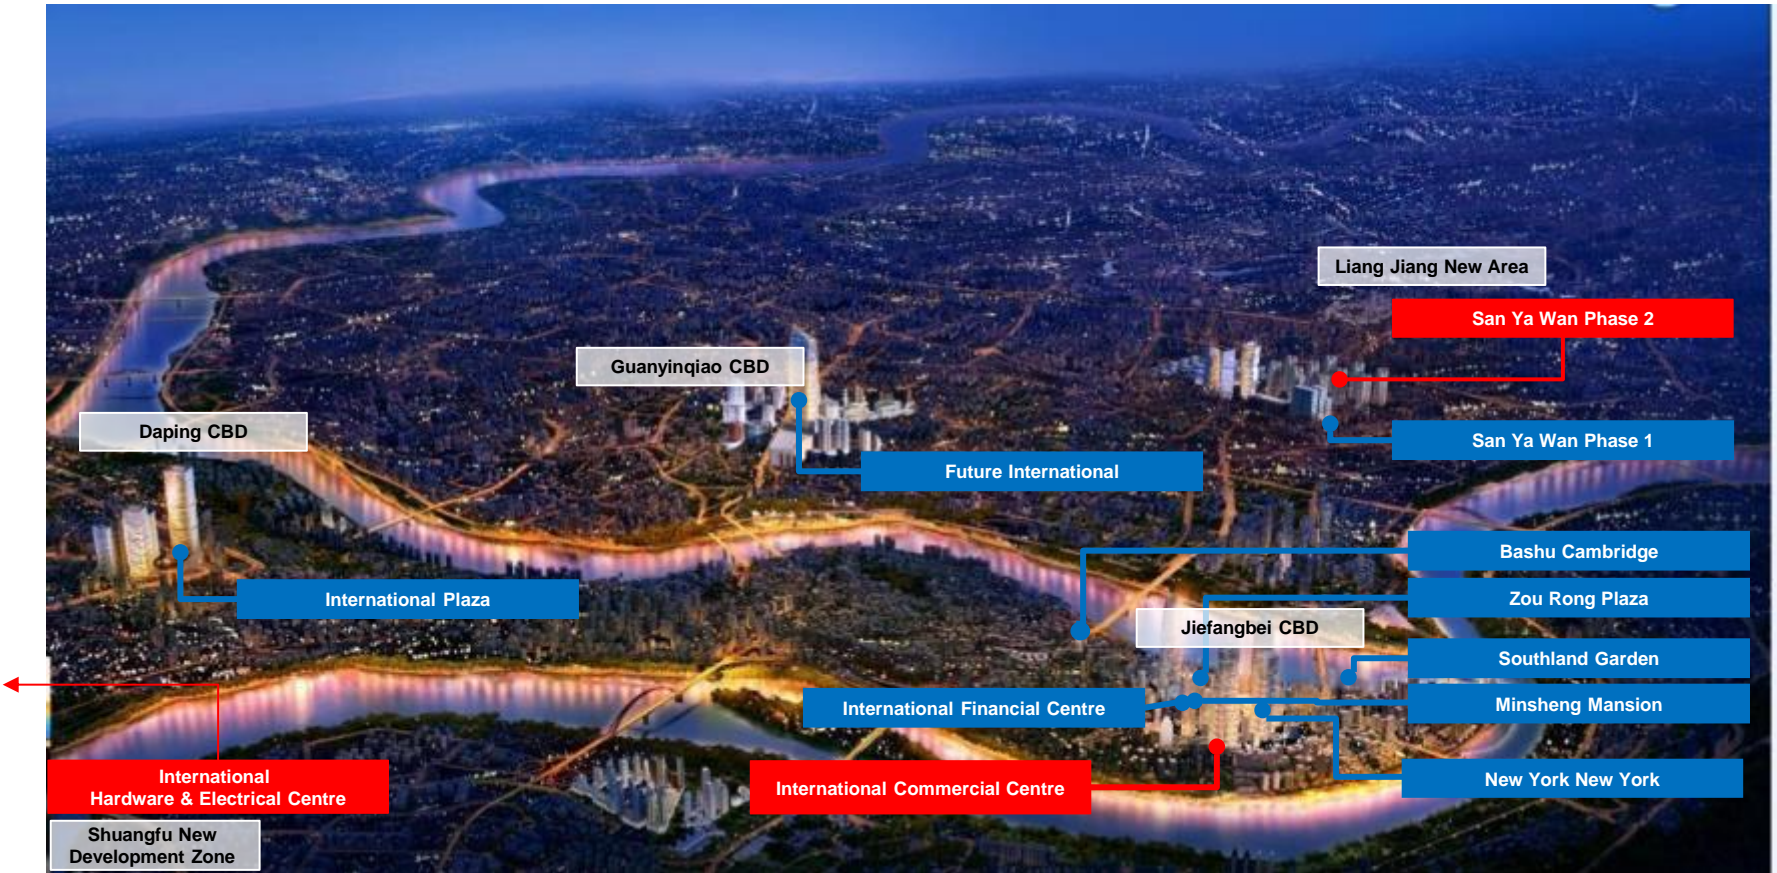 Liang Jiang New Area
San Ya Wan Phase 2
Guanyinqiao CBD
Daping CBD
San Ya Wan Phase 1
Future International
Bashu Cambridge
International Plaza
Zou Rong Plaza
Jiefangbei CBD
Southland Garden
International Financial Centre
Minsheng Mansion
International
Hardware & Electrical Centre
International Commercial Centre
New York New York
Shuangfu New
Development Zone